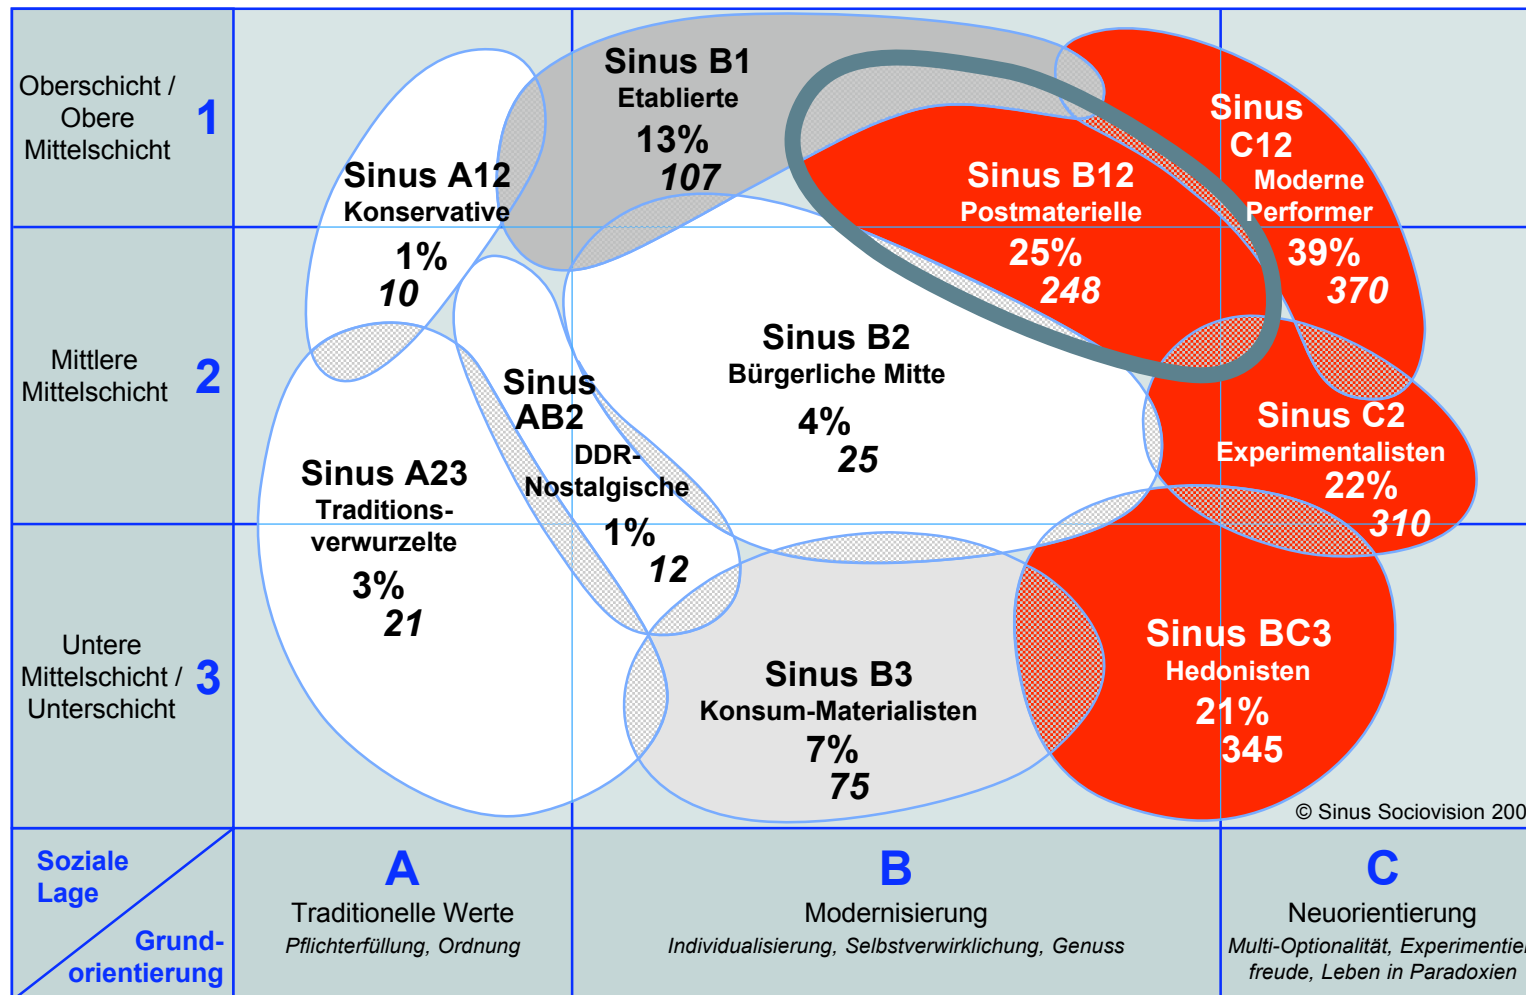 Oberschicht /
Obere
Mittelschicht
1
Mittlere
Mittelschicht
2
Untere
Mittelschicht /
Unterschicht
3
Sinus B1
Etablierte
13%
107
Sinus A12
Konservative
1%
10
Sinus B12
Postmaterielle
25%
248
Sinus
C12
Moderne
Performer
39%
370
Sinus B2
Bürgerliche Mitte
4%
25
Sinus
AB2
DDR-
Nostalgische
1%
12
Sinus A23
Traditions-
verwurzelte
3%
21
Sinus C2
Experimentalisten
22%
310
Sinus B3
Konsum-Materialisten
7%
75
Sinus BC3
Hedonisten
21%
345
© Sinus Sociovision 200
Soziale
Lage
Grund-
orientierung
A
Traditionelle Werte
Pflichterfüllung, Ordnung
B
Modernisierung
Individualisierung, Selbstverwirklichung, Genuss
C
Neuorientierung
Multi-Optionalität, Experimentier
freude, Leben in Paradoxien